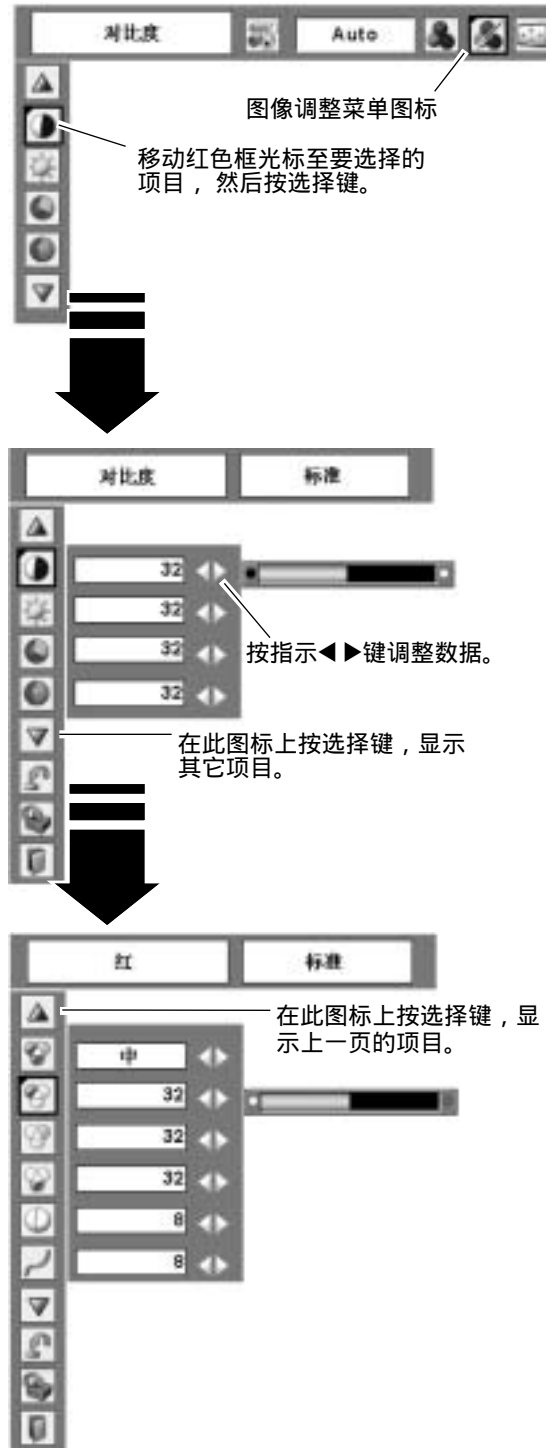 对比度 Auto
图像调整菜单图标
移动红色框光标至要选择的
项目，然后按选择键。
对比度 标准
32
32
按指示◀▶键调整数据。
32
32
在此图标上按选择键，显示
其它项目。
红 标准
在此图标上按选择键，显
示上一页的项目。
中
32
32
32
8
8